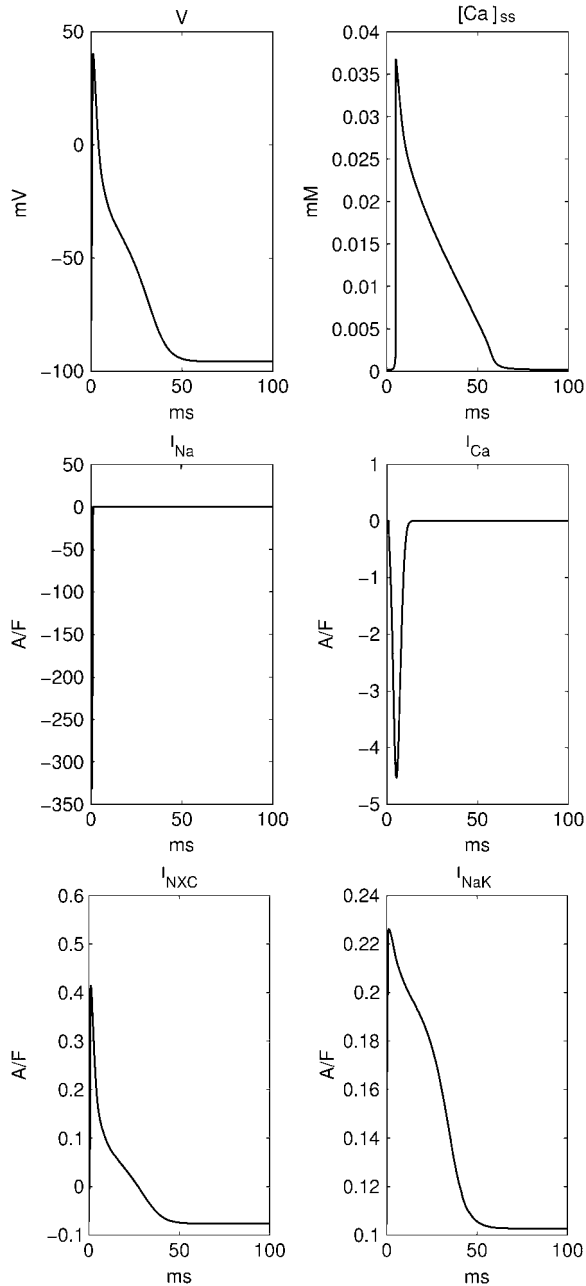 V
50
0
−50
−100
mV
0 50 100
ms
[Ca]ss
0.04
0.035
0.03
0.025
0.02
0.015
0.01
0.005
0
mM
0 50 100
ms
INa
50
0
−50
−100
−150
−200
−250
−300
−350
A/F
0 50 100
ms
ICa
1
0
−1
−2
−3
−4
−5
A/F
0 50 100
ms
INXC
0.6
0.5
0.4
0.3
0.2
0.1
0
−0.1
A/F
0 50 100
ms
INaK
0.24
0.22
0.2
0.18
0.16
0.14
0.12
0.1
A/F
0 50 100
ms